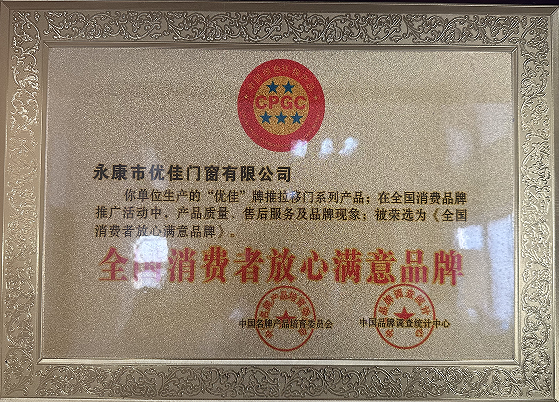 CPGC
永康市优佳门窗有限公司
你单位生产的“优佳”牌推拉移门系列产品；在全国消费品牌
推广活动中，产品质量、售后服务及品牌现象；被荣选为《全国
消费者放心满意品牌》。
全国消费者放心满意品牌
中国名牌产品培育委员会 中国品牌调查统计中心